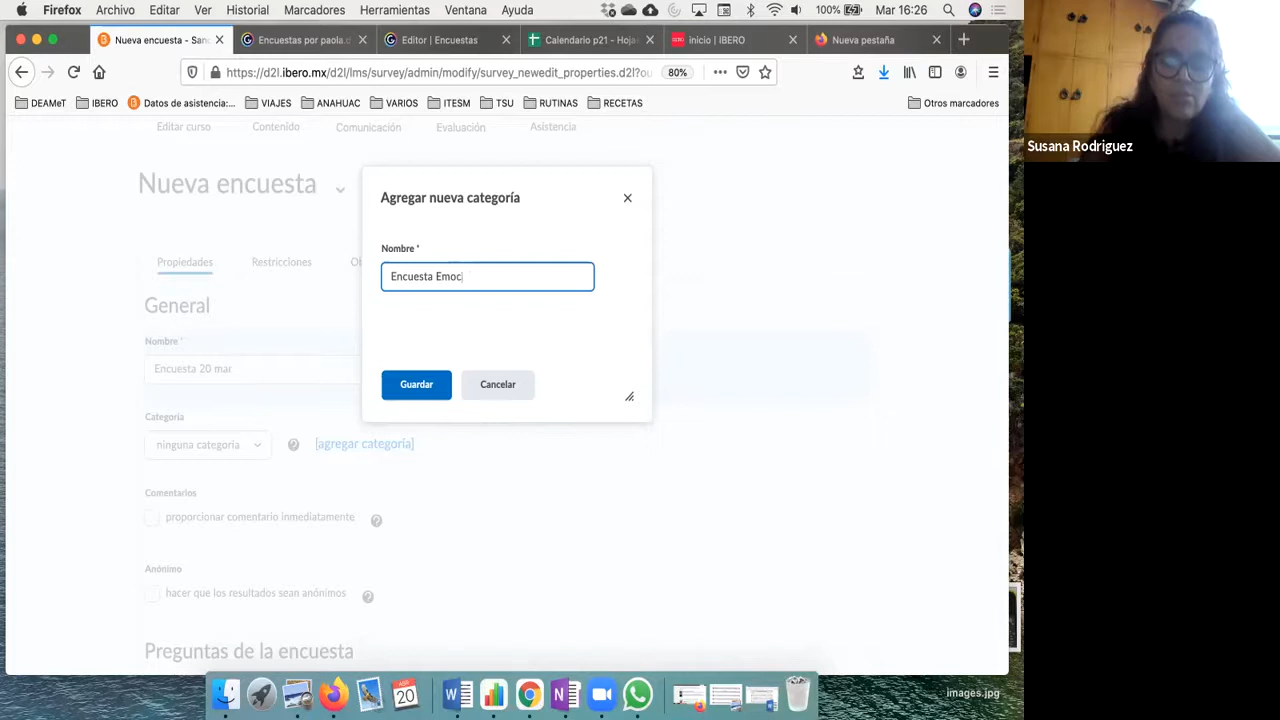 Firefox Archivo Editar Ver Historial Marcadores Herramientas Ventana Ayuda 100% Mar 16:26
Nueva encuesta - San
Encuestas por paola.c
Editor | Encuestas
Calendario p21 - Hoja
inicio | IBERO
Nueva pestaña
https://d2l.ibero.mx/d2l/lms/survey/admin/modify/survey_newedit_properties.d2l?ou 80%
DEAMeT IBERO Datos de asistencia:... VIAJES ANAHUAC VARIOS ITESM TSU RUTINAS RECETAS Otros marcadores
Editar curso Contenido Comunicación Evaluación Asistencia
Nueva encuesta
Agregar nueva categoría
Nombre *
Encuesta Emoc
Guardar Cancelar
Propiedades Restricciones Ob
General
Nombre *
Encuesta 20 mar
Categoría
ninguna categoría [agregar categoría]
Comentarios
proporcionar comentario inmediatamente
Anónimo
hacer que los resultados sean anónimos
Preguntas de la encuesta
20
images.jpg
Susana Rodriguez